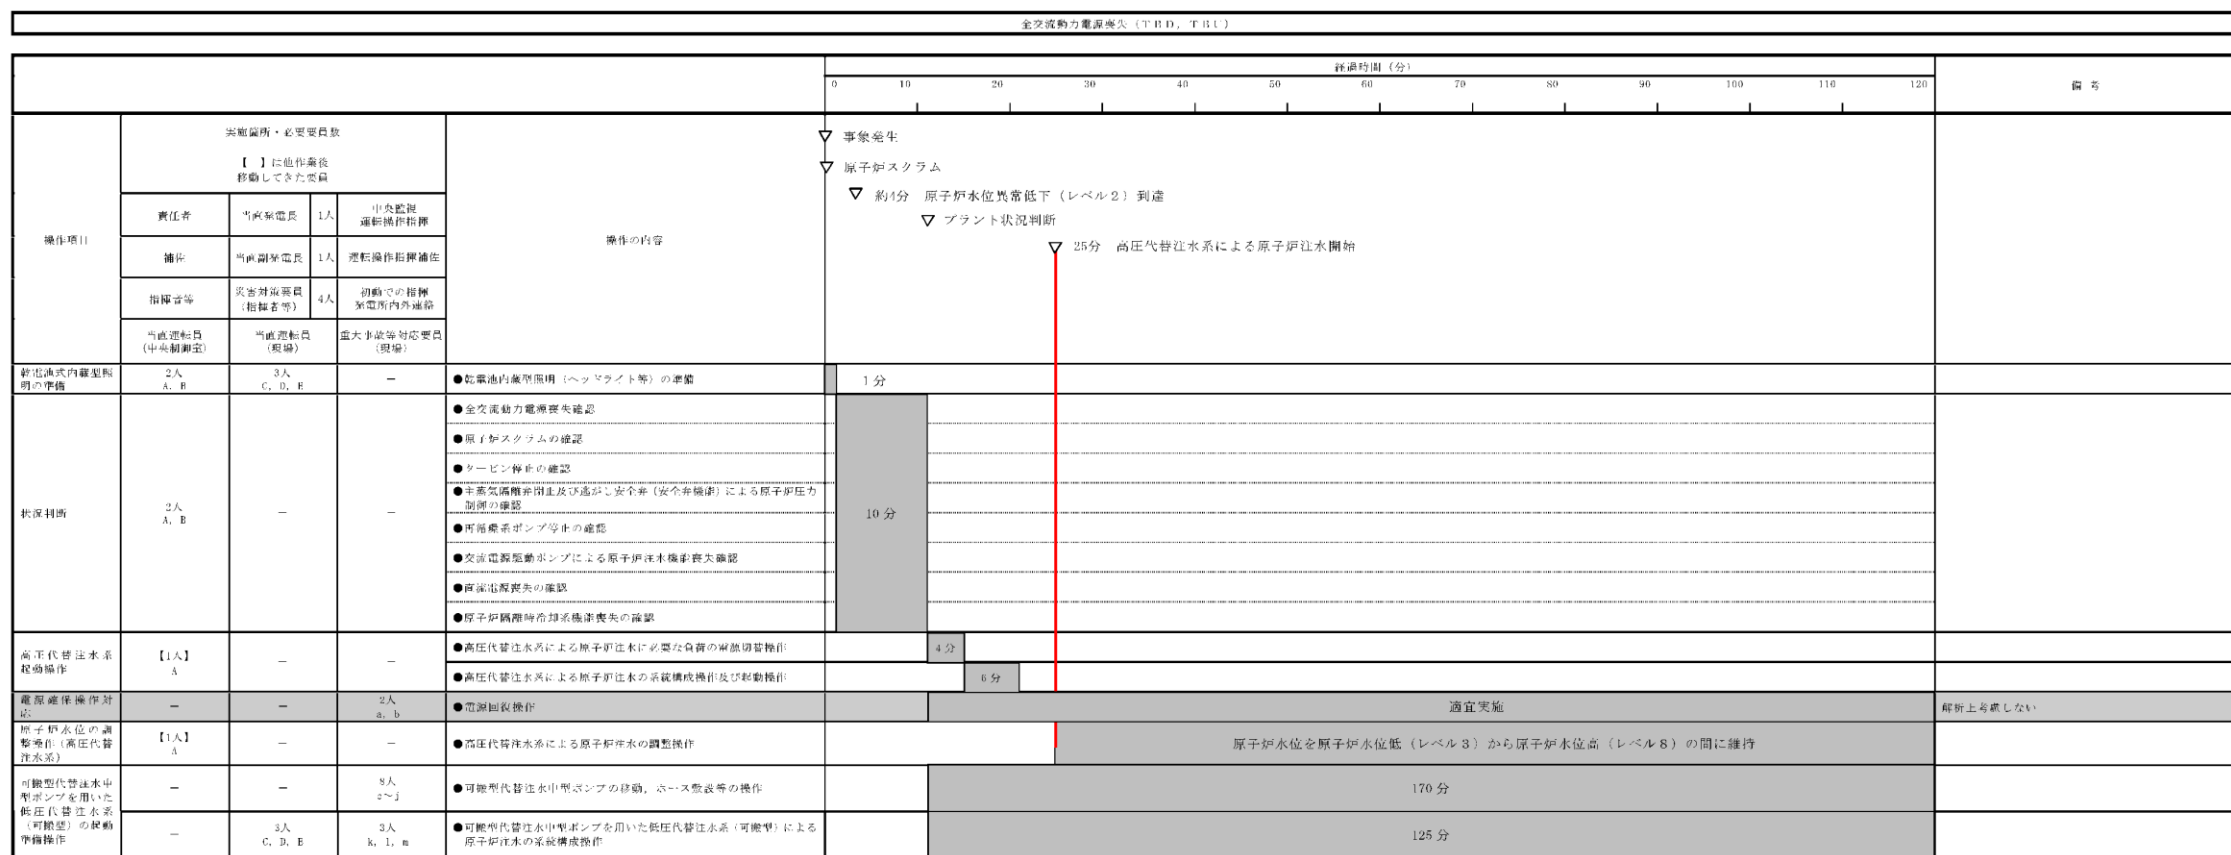 全交流動力電源喪失（TBD，TBU）
経過時間（分）
0 10 20 30 40 50 60 70 80 90 100 110 120
備考
操作項目
実施箇所・必要要員数
【　】は他作業後
移動してきた要員
責任者 当直発電長 1人 中央監視
運転操作指揮
補佐 当直副発電長 1人 運転操作指揮補佐
指揮者等 災害対策要員
（指揮者等） 4人 初動での指揮
発電所内外連絡
当直運転員
（中央制御室）
当直運転員
（現場）
重大事故等対応要員
（現場）
操作の内容
▽ 事象発生
▽ 原子炉スクラム
▽ 約4分　原子炉水位異常低下（レベル2）到達
▽ プラント状況判断
▽ 25分　高圧代替注水系による原子炉注水開始
乾電池式内蔵型照
明の準備
2人
A，B
3人
C，D，E
－
●乾電池内蔵型照明（ヘッドライト等）の準備
1分
状況判断
2人
A，B
－
－
●全交流動力電源喪失確認
●原子炉スクラムの確認
●タービン停止の確認
●主蒸気隔離弁閉止及び逃がし安全弁（安全弁機能）による原子炉圧力
制御の確認
●再循環系ポンプ停止の確認
●交流電源駆動ポンプによる原子炉注水機能喪失確認
●直流電源喪失の確認
●原子炉隔離時冷却系機能喪失の確認
10分
高圧代替注水系
起動操作
【1人】
A
－
－
●高圧代替注水系による原子炉注水に必要な負荷の電源切替操作
4分
●高圧代替注水系による原子炉注水の系統構成操作及び起動操作
6分
電源確保操作対
応
－
－
2人
a，b
●電源回復操作
適宜実施
解析上考慮しない
原子炉水位の調
整操作（高圧代替
注水系）
【1人】
A
－
－
●高圧代替注水系による原子炉注水の調整操作
原子炉水位を原子炉水位低（レベル3）から原子炉水位高（レベル8）の間に維持
可搬型代替注水中
型ポンプを用いた
低圧代替注水系
（可搬型）の起動
準備操作
－
－
8人
c～j
●可搬型代替注水中型ポンプの移動，ホース敷設等の操作
170分
－
3人
C，D，E
3人
k，l，m
●可搬型代替注水中型ポンプを用いた低圧代替注水系（可搬型）による
原子炉注水の系統構成操作
125分